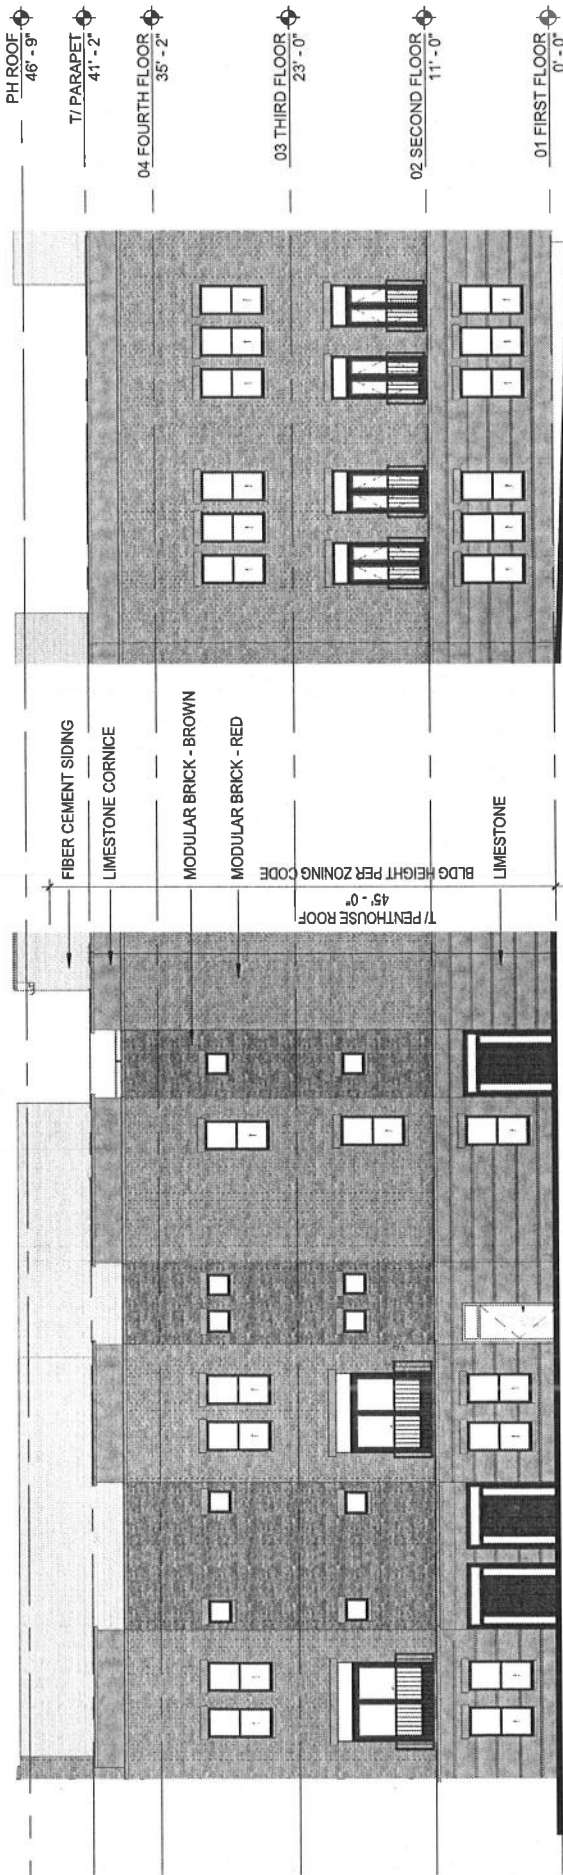 PH ROOF
46' - 9"
T/ PARAPET
41' - 2"
04 FOURTH FLOOR
35' - 2"
03 THIRD FLOOR
23' - 0"
02 SECOND FLOOR
11' - 0"
01 FIRST FLOOR
0' - 0"
FIBER CEMENT SIDING
LIMESTONE CORNICE
MODULAR BRICK - BROWN
MODULAR BRICK - RED
LIMESTONE
T/ PENTHOUSE ROOF
45' - 0"
BLDG HEIGHT PER ZONING CODE